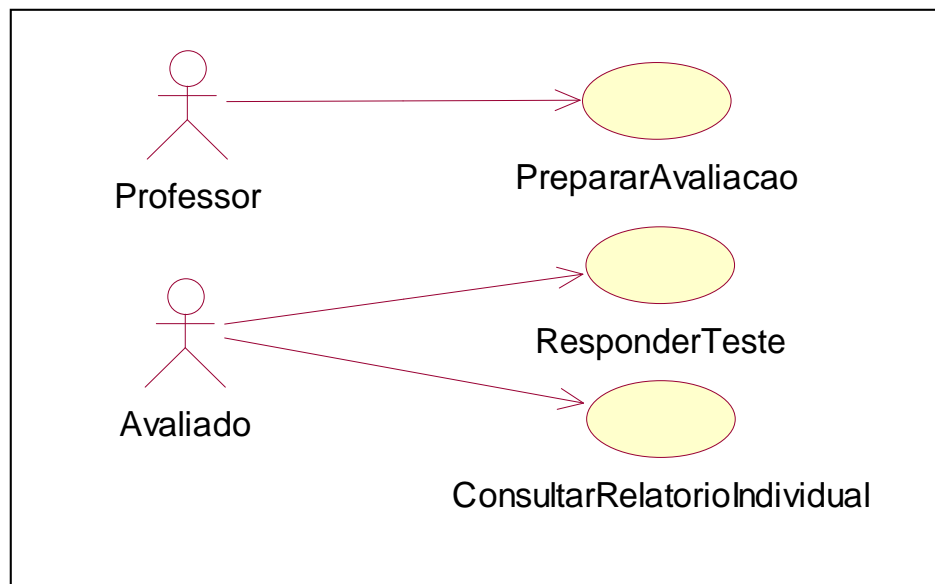 Professor
PrepararAvaliacao
Avaliado
ResponderTeste
ConsultarRelatorioIndividual